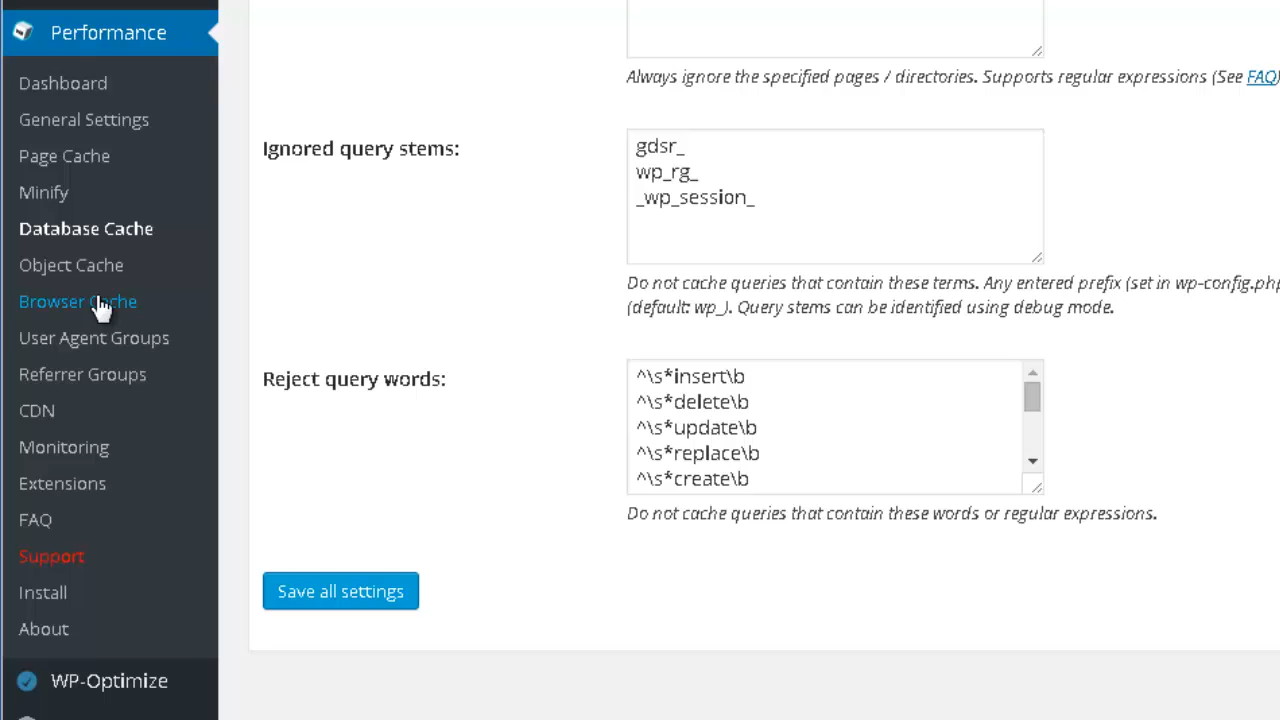 Performance
Dashboard
General Settings
Page Cache
Minify
Database Cache
Object Cache
Browser Cache
User Agent Groups
Referrer Groups
CDN
Monitoring
Extensions
FAQ
Support
Install
About
WP-Optimize
Always ignore the specified pages / directories. Supports regular expressions (See FAQ)
Ignored query stems:
gdsr_
wp_rg_
_wp_session_
Do not cache queries that contain these terms. Any entered prefix (set in wp-config.php
(default: wp_). Query stems can be identified using debug mode.
Reject query words:
^\s*insert\b
^\s*delete\b
^\s*update\b
^\s*replace\b
^\s*create\b
Do not cache queries that contain these words or regular expressions.
Save all settings